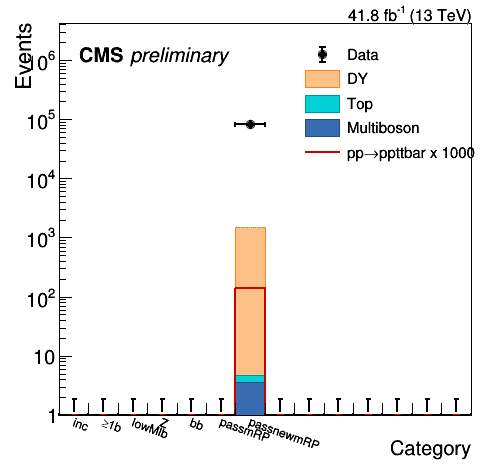 41.8 fb⁻¹ (13 TeV)
Events
CMS preliminary
Data
DY
Top
Multiboson
pp→ppttbar x 1000
10⁶
10⁵
10⁴
10³
10²
10
1
inc
≥1b
lowMlb
Z
bb
passmRP
passnewmRP
Category